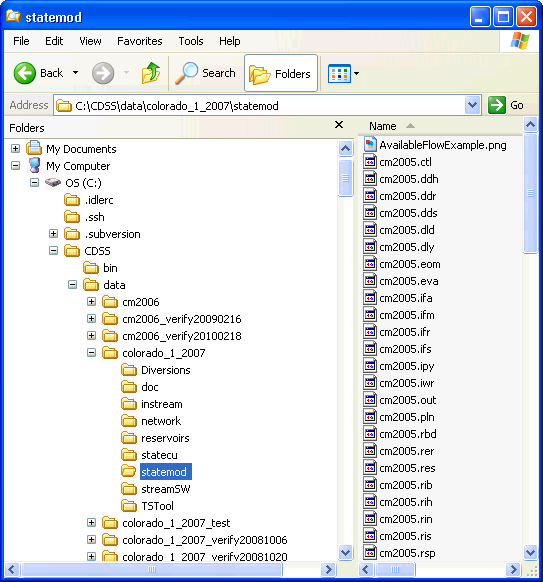 statemod
File Edit View Favorites Tools Help
Back Search Folders
Address C:\CDSS\data\colorado_1_2007\statemod Go
Folders
My Documents
My Computer
OS (C:)
.idlerc
.ssh
.subversion
CDSS
bin
data
cm2006
cm2006_verify20090216
cm2006_verify20100218
colorado_1_2007
Diversions
doc
instream
network
reservoirs
statecu
statemod
streamSW
TSTool
colorado_1_2007_test
colorado_1_2007_verify20081006
colorado_1_2007_verify20081020
Name
AvailableFlowExample.png
cm2005.ctl
cm2005.ddh
cm2005.ddr
cm2005.dds
cm2005.dld
cm2005.dly
cm2005.eom
cm2005.eva
cm2005.ifa
cm2005.ifm
cm2005.ifr
cm2005.ifs
cm2005.ipy
cm2005.iwr
cm2005.out
cm2005.pln
cm2005.rbd
cm2005.rer
cm2005.res
cm2005.rib
cm2005.rih
cm2005.rin
cm2005.ris
cm2005.rsp